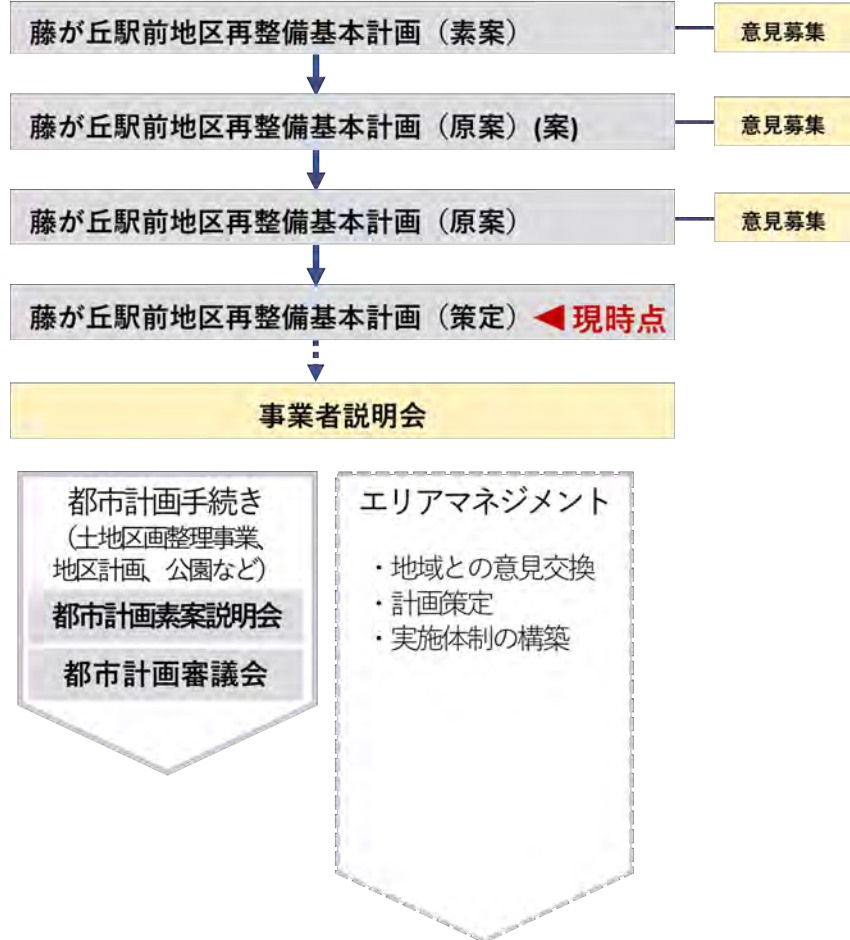 藤が丘駅前地区再整備基本計画（素案）
意見募集
藤が丘駅前地区再整備基本計画（原案）(案)
意見募集
藤が丘駅前地区再整備基本計画（原案）
意見募集
藤が丘駅前地区再整備基本計画（策定）
現時点
事業者説明会
都市計画手続き
（土地区画整理事業、
地区計画、公園など）
都市計画素案説明会
都市計画審議会
エリアマネジメント
・地域との意見交換
・計画策定
・実施体制の構築